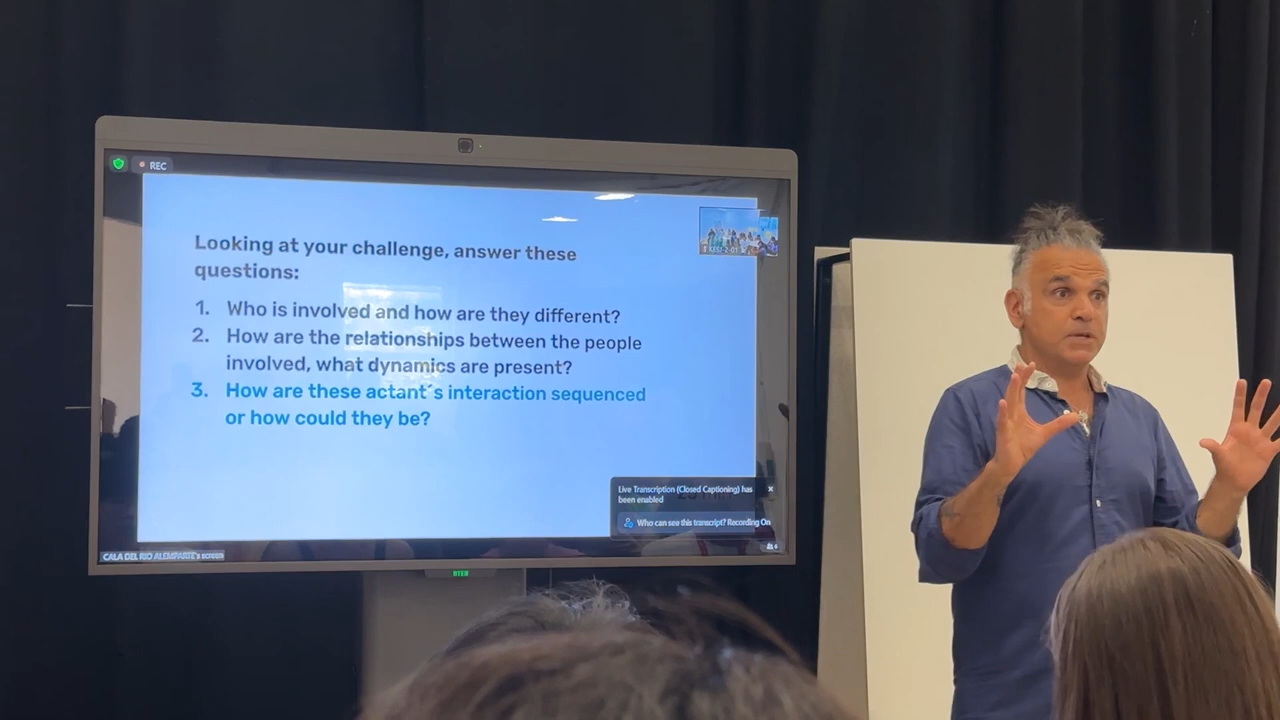 REC
Looking at your challenge, answer these
questions:
1. Who is involved and how are they different?
2. How are the relationships between the people
involved, what dynamics are present?
3. How are these actant´s interaction sequenced
or how could they be?
Live Transcription (Closed Captioning) has
been enabled
Who can see this transcript? Recording On
6
CALA DEL RIO ALEMPARTE's screen